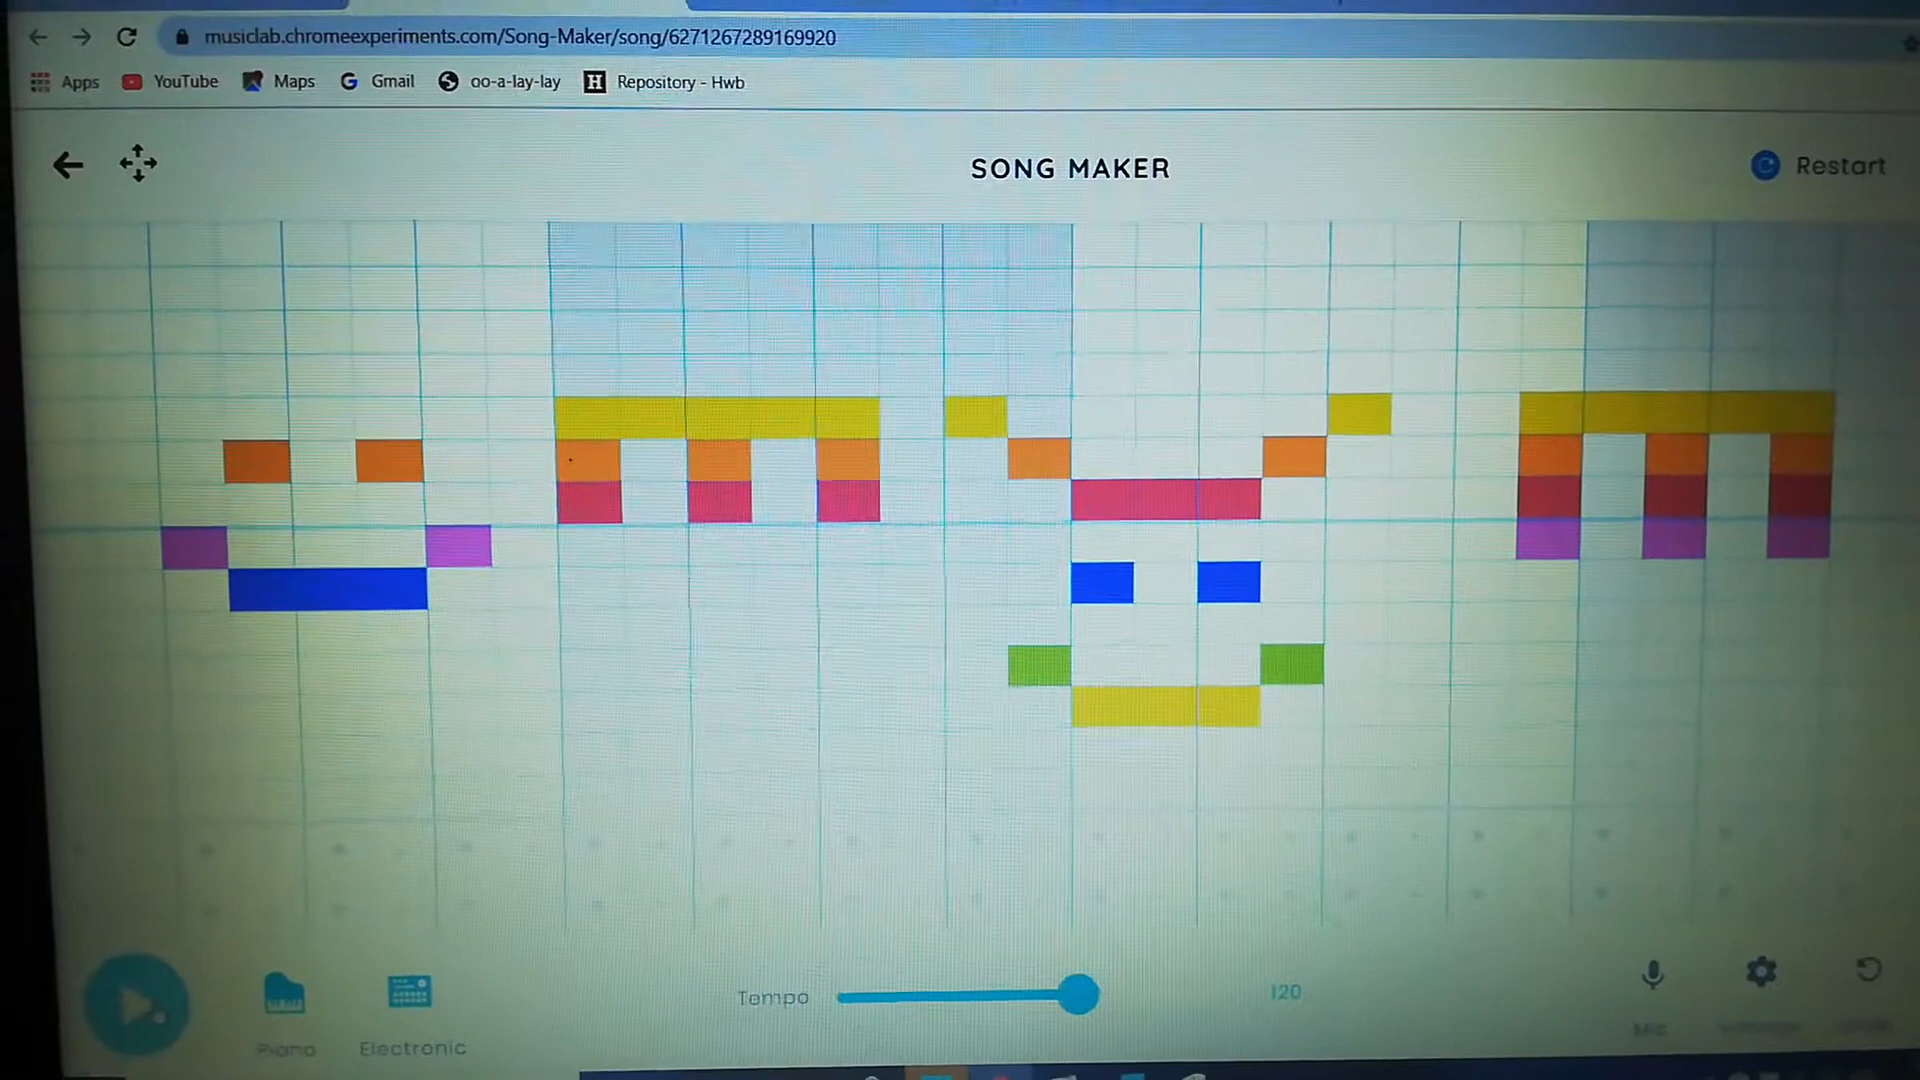 musiclab.chromeexperiments.com/Song-Maker/song/6271267289169920
Apps YouTube Maps Gmail oo-a-lay-lay Repository - Hwb
SONG MAKER
Restart
Tempo
120
Piano
Electronic
Mic